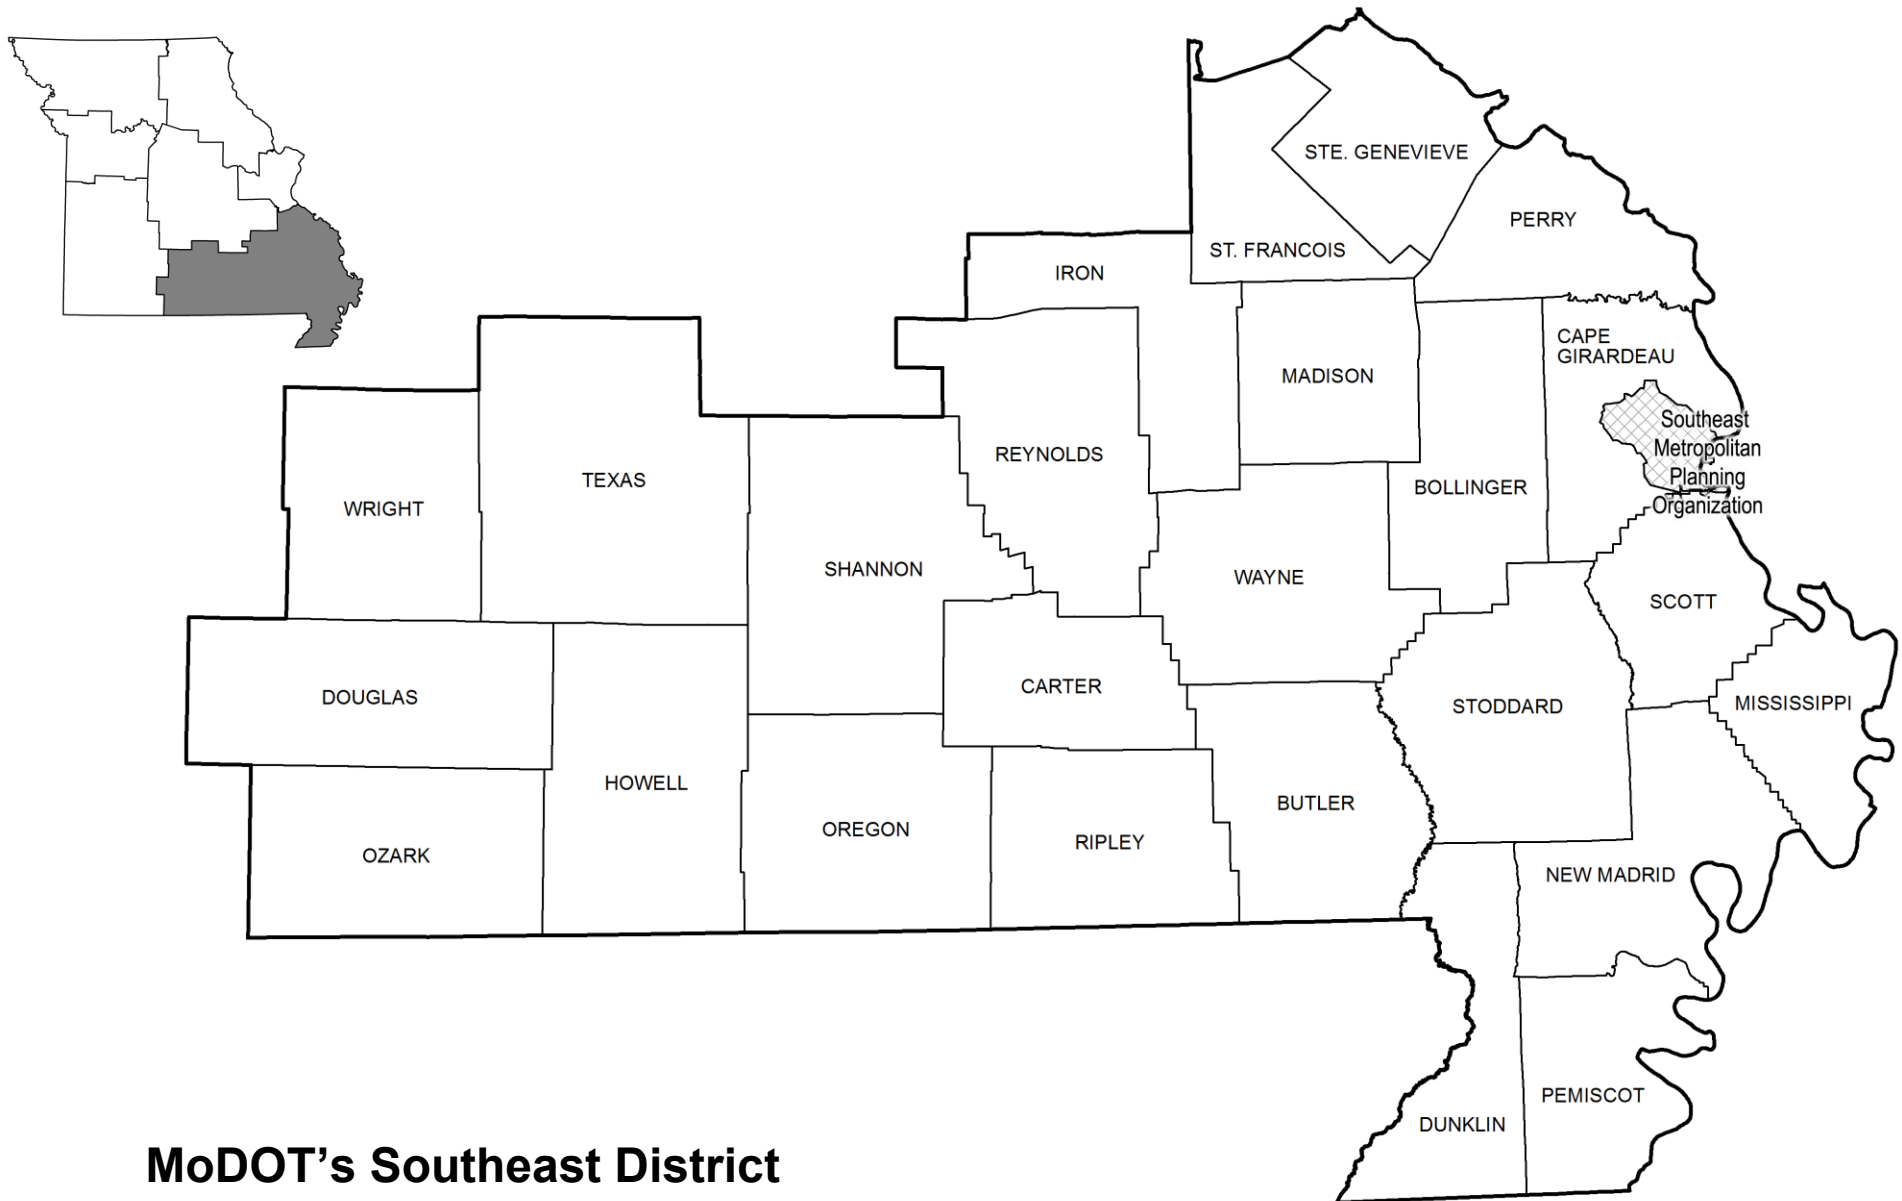 STE. GENEVIEVE
PERRY
ST. FRANCOIS
IRON
CAPE
GIRARDEAU
MADISON
Southeast
Metropolitan
Planning
Organization
REYNOLDS
TEXAS
BOLLINGER
WRIGHT
SHANNON
WAYNE
SCOTT
CARTER
DOUGLAS
MISSISSIPPI
STODDARD
HOWELL
BUTLER
OREGON
RIPLEY
OZARK
NEW MADRID
PEMISCOT
DUNKLIN
MoDOT’s Southeast District